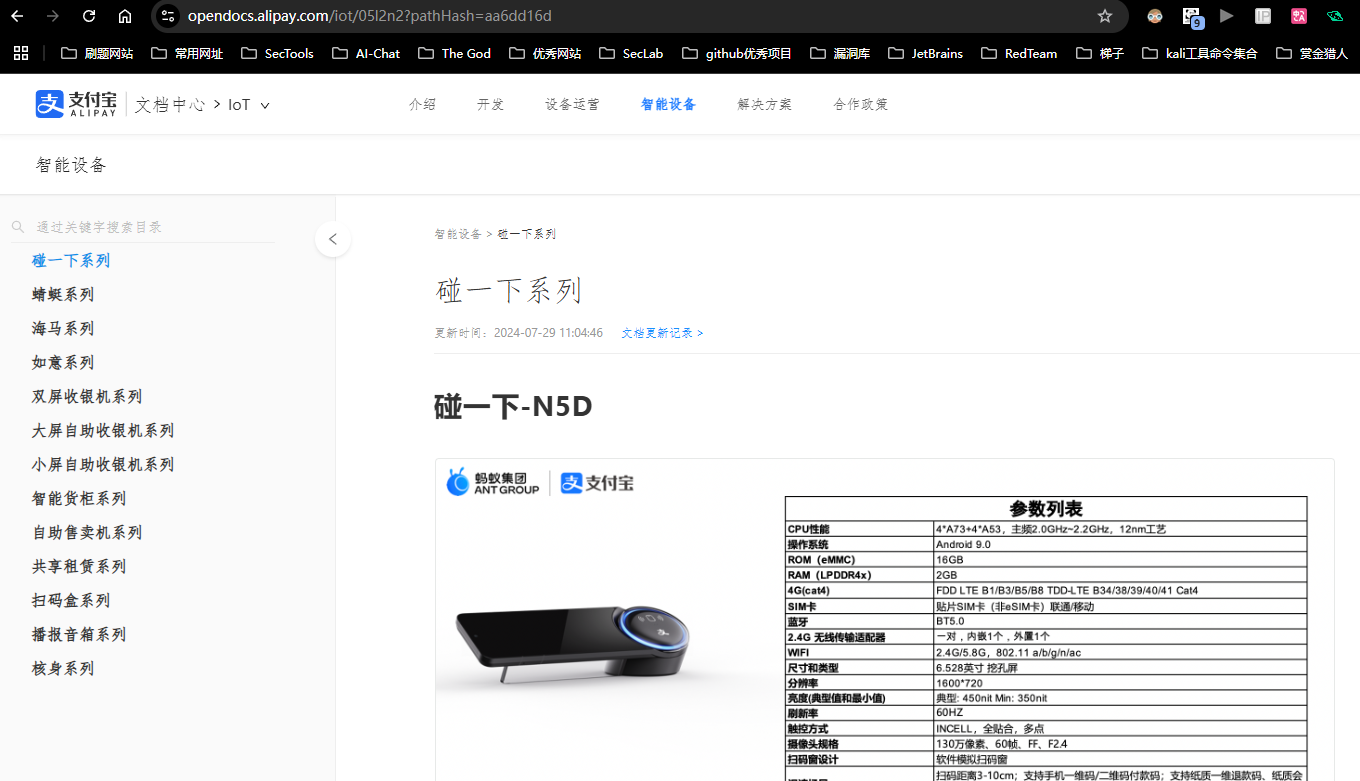 opendocs.alipay.com/iot/05l2n2?pathHash=aa6dd16d
9
刷题网站 常用网址 SecTools AI-Chat The God 优秀网站 SecLab github优秀项目 漏洞库 JetBrains RedTeam 梯子 kali工具命令集合 赏金猎人
支付宝 ALIPAY 文档中心 > IoT 介绍 开发 设备运营 智能设备 解决方案 合作政策
智能设备
通过关键字搜索目录
碰一下系列
蜻蜓系列
海马系列
如意系列
双屏收银机系列
大屏自助收银机系列
小屏自助收银机系列
智能货柜系列
自助售卖机系列
共享租赁系列
扫码盒系列
播报音箱系列
核身系列
智能设备 > 碰一下系列
碰一下系列
更新时间：2024-07-29 11:04:46 文档更新记录 >
碰一下-N5D
蚂蚁集团 ANT GROUP 支付宝
参数列表
CPU性能 4*A73+4*A53，主频2.0GHz~2.2GHz，12nm工艺
操作系统 Android 9.0
ROM（eMMC） 16GB
RAM（LPDDR4x） 2GB
4G(cat4) FDD LTE B1/B3/B5/B8 TDD-LTE B34/38/39/40/41 Cat4
SIM卡 贴片SIM卡（非eSIM卡）联通/移动
蓝牙 BT5.0
2.4G 无线传输适配器 一对，内嵌1个，外置1个
WIFI 2.4G/5.8G，802.11 a/b/g/n/ac
尺寸和类型 6.528英寸 挖孔屏
分辨率 1600*720
亮度(典型值和最小值) 典型: 450nit Min: 350nit
刷新率 60HZ
触控方式 INCELL，全贴合，多点
摄像头规格 130万像素、60帧、FF、F2.4
扫码窗设计 软件模拟扫码窗
扫码距离3-10cm；支持手机一维码/二维码付款码；支持纸质一维退款码、纸质会